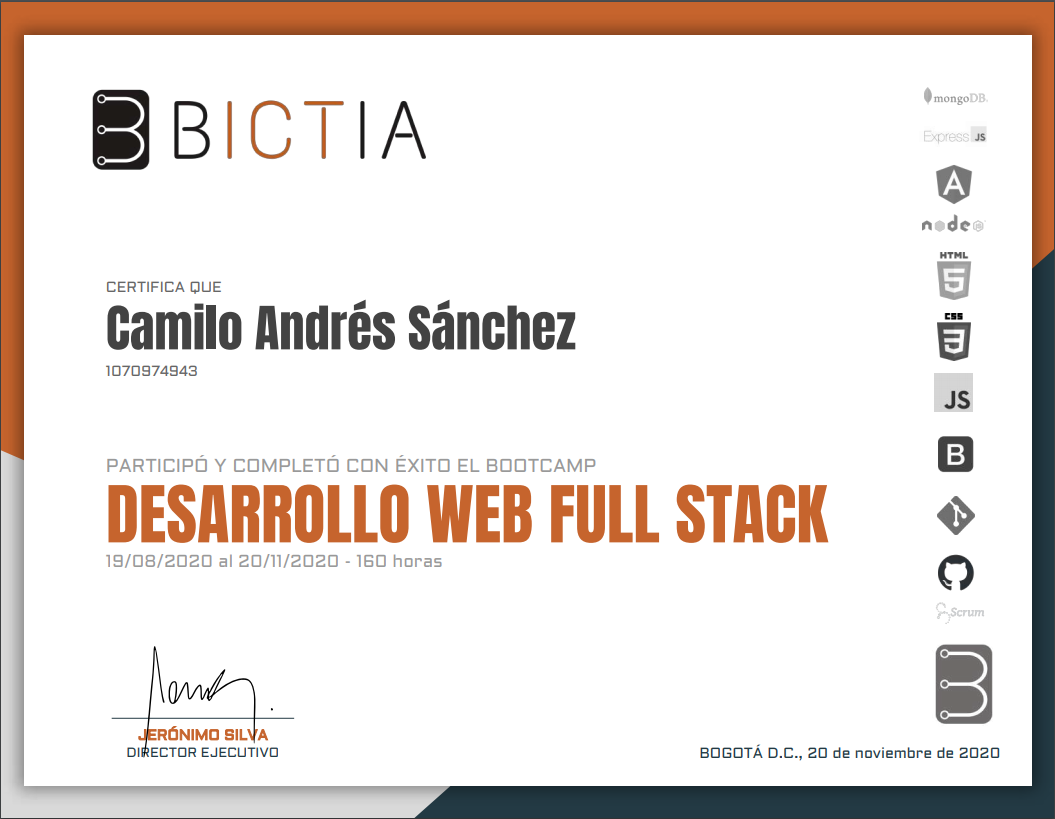 BICTIA
mongoDB
Express JS
node
HTML
5
CSS
3
JS
B
Scrum
CERTIFICA QUE
Camilo Andrés Sánchez
1070974943
PARTICIPÓ Y COMPLETÓ CON ÉXITO EL BOOTCAMP
DESARROLLO WEB FULL STACK
19/08/2020 al 20/11/2020 - 160 horas
JERÓNIMO SILVA
DIRECTOR EJECUTIVO
BOGOTÁ D.C., 20 de noviembre de 2020